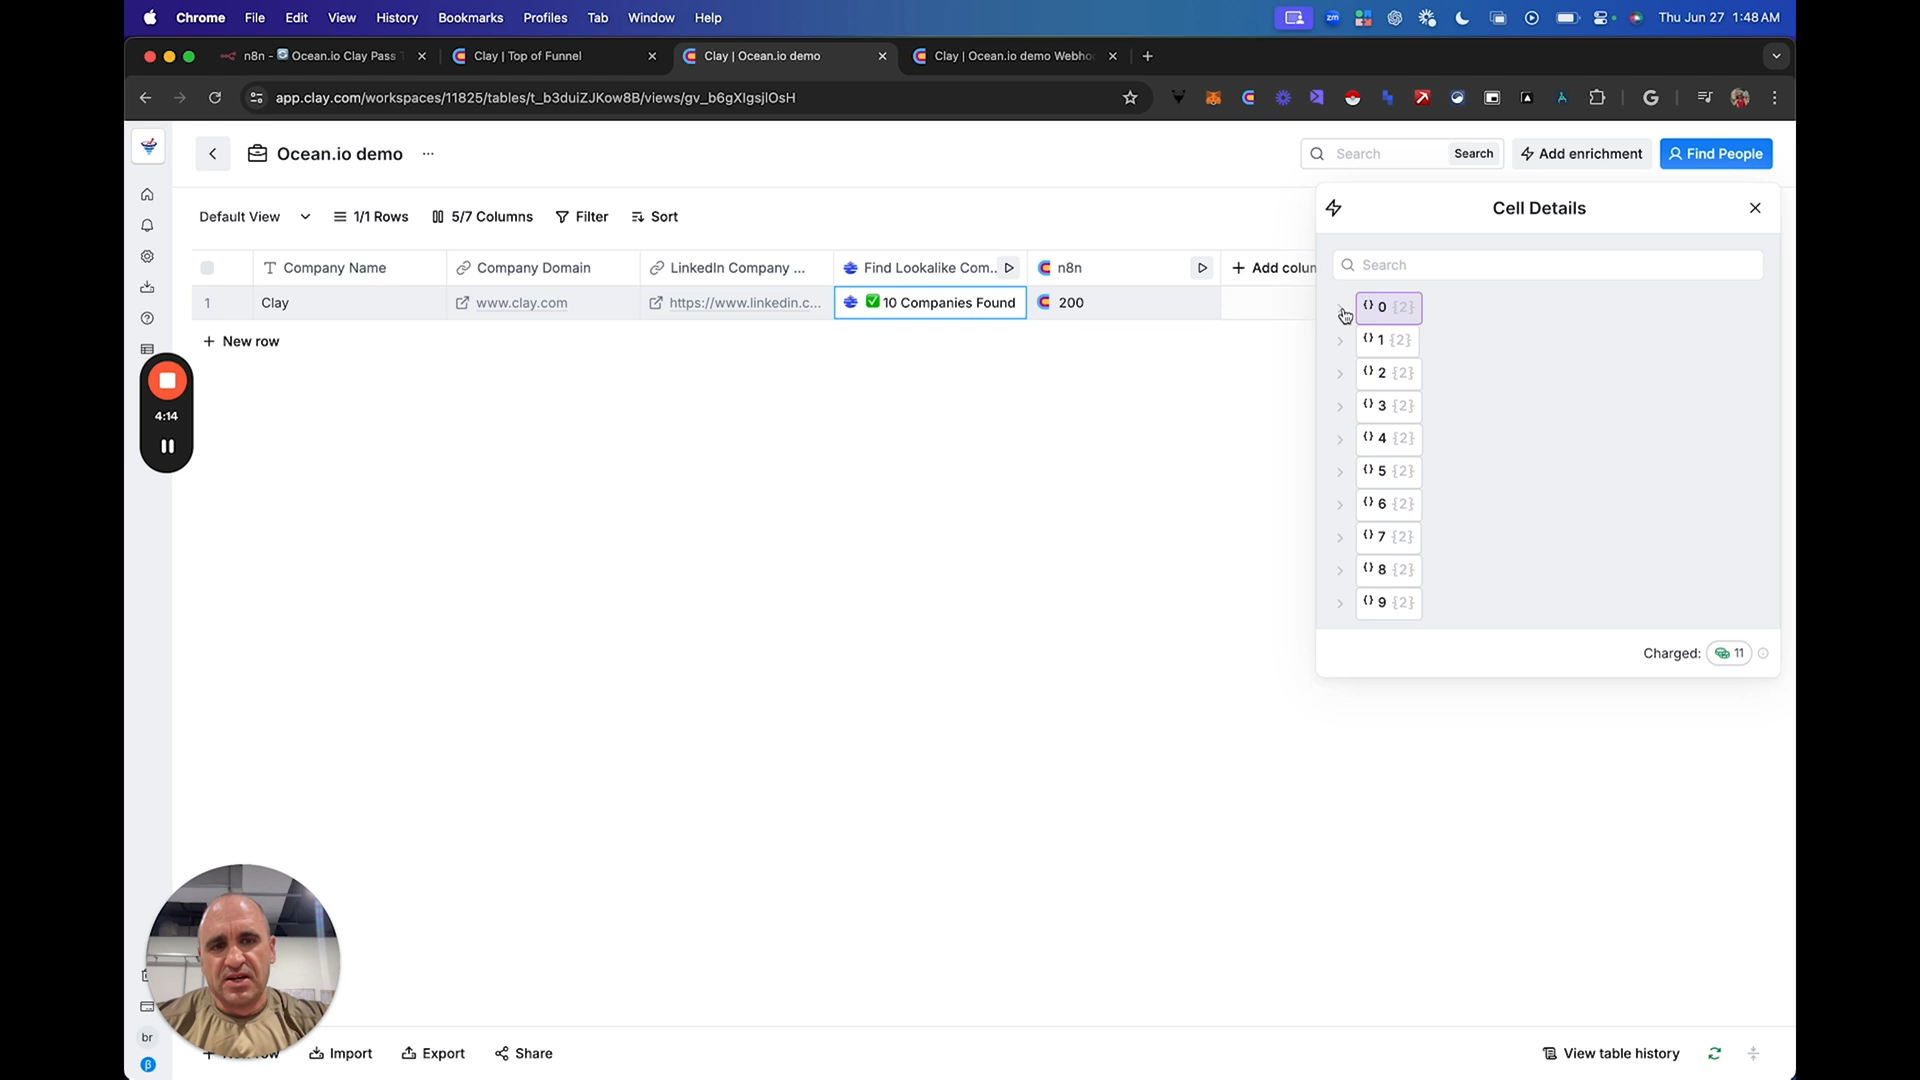 Chrome File Edit View History Bookmarks Profiles Tab Window Help zm Thu Jun 27 1:48 AM
n8n - Ocean.io Clay Pass Clay | Top of Funnel Clay | Ocean.io demo Clay | Ocean.io demo Webho
app.clay.com/workspaces/11825/tables/t_b3duiZJKow8B/views/gv_b6gXIgsjlOsH
Ocean.io demo ... Search Search Add enrichment Find People
Default View 1/1 Rows 5/7 Columns Filter Sort
Cell Details
Company Name Company Domain LinkedIn Company ... Find Lookalike Com... n8n + Add colum
Search
1 Clay www.clay.com https://www.linkedin.c... ✅ 10 Companies Found 200
+ New row
{} 0 {2}
{} 1 {2}
{} 2 {2}
{} 3 {2}
{} 4 {2}
{} 5 {2}
{} 6 {2}
{} 7 {2}
{} 8 {2}
{} 9 {2}
4:14
Charged: 11
br
β
Import Export Share View table history